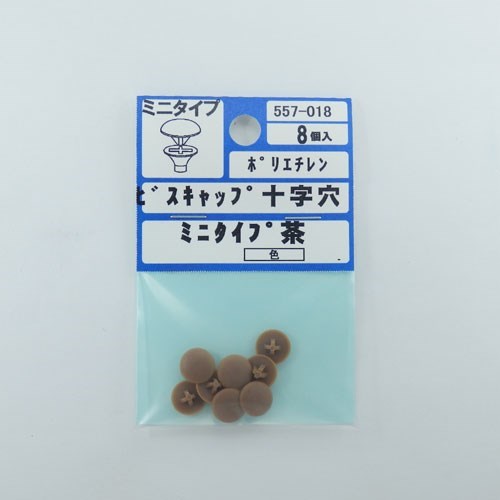 ミニタイプ
557-018
8個入
ポリエチレン
ビスキャップ十字穴
ミニタイプ茶
色